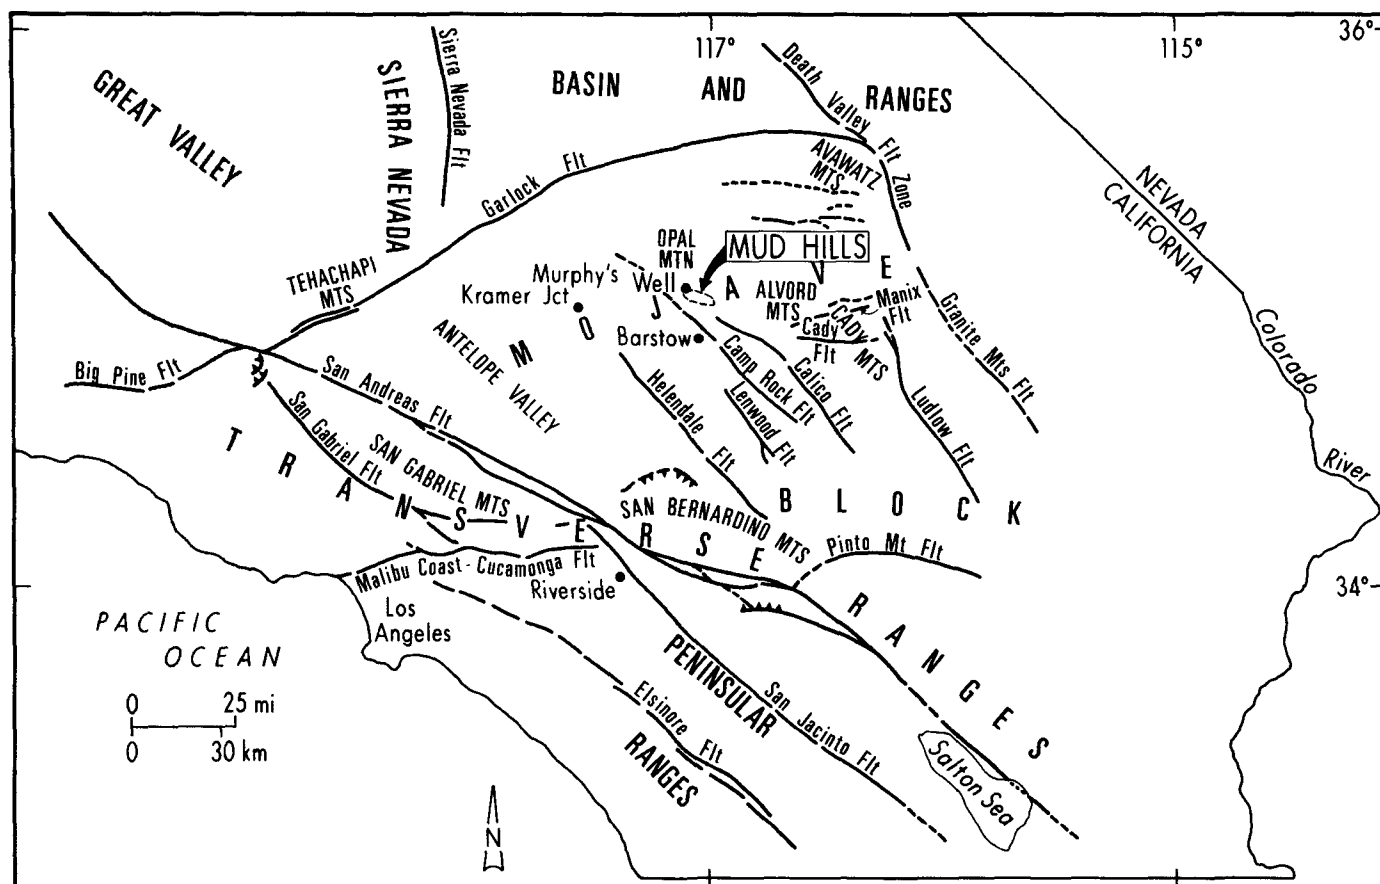 117°
115°
36°
GREAT VALLEY
SIERRA NEVADA
Sierra Nevada Flt
BASIN AND RANGES
Death Valley Flt Zone
AVAWATZ
MTS
NEVADA
CALIFORNIA
Garlock Flt
TEHACHAPI
MTS
OPAL
MTN
MUD HILLS
Murphy's Well
Kramer Jct
Barstow
MOJAVE
BLOCK
ALVORD
MTS
Manix
Flt
CADY
MTS
Cady
Flt
Granite Mts Flt
Colorado
River
Big Pine Flt
San Andreas Flt
ANTELOPE
VALLEY
Helendale Flt
Camp Rock Flt
Lenwood Flt
Calico Flt
Ludlow Flt
San Gabriel Flt
SAN GABRIEL MTS
TRANSVERSE RANGES
SAN BERNARDINO MTS
Pinto Mt Flt
Malibu Coast-Cucamonga Flt
Riverside
34°
Los
Angeles
PACIFIC
OCEAN
0 25 mi
0 30 km
PENINSULAR
RANGES
Elsinore Flt
San Jacinto Flt
Salton Sea
N